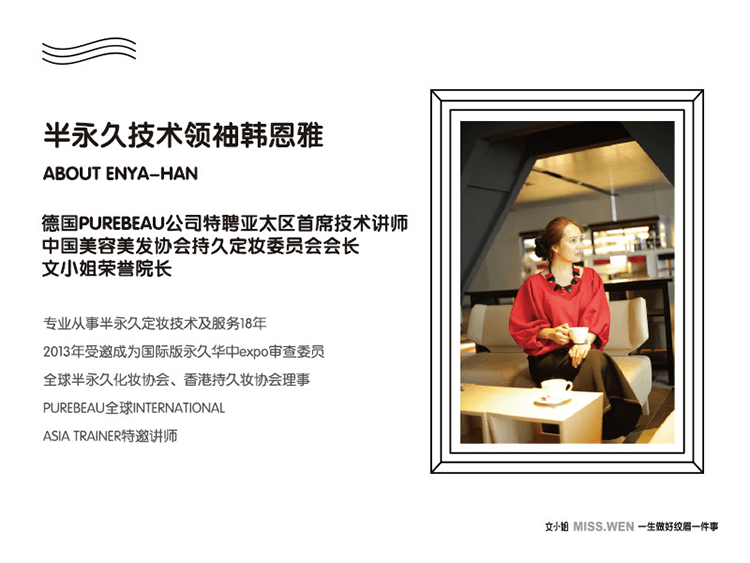 半永久技术领袖韩恩雅
ABOUT ENYA-HAN
德国PUREBEAU公司特聘亚太区首席技术讲师
中国美容美发协会持久定妆委员会会长
文小姐荣誉院长
专业从事半永久定妆技术及服务18年
2013年受邀成为国际版永久华中expo审查委员
全球半永久化妆协会、香港持久妆协会理事
PUREBEAU全球INTERNATIONAL
ASIA TRAINER特邀讲师
文小姐 MISS.WEN 一生做好纹眉一件事